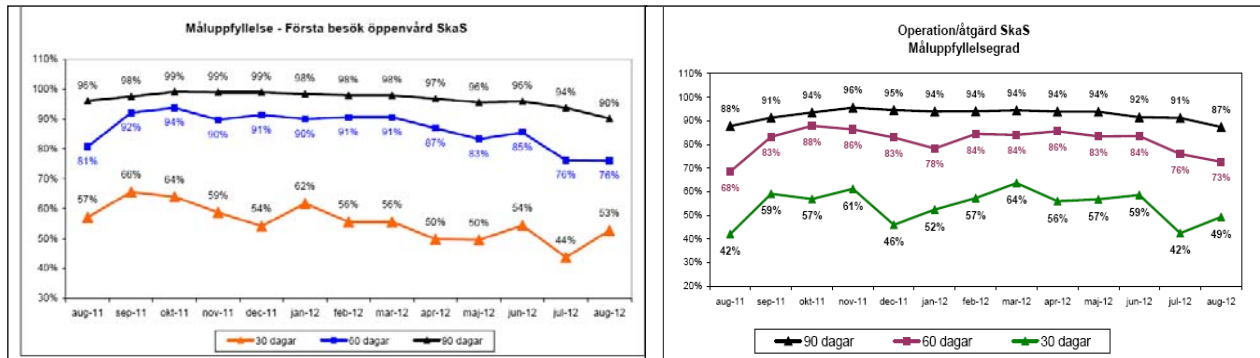 Måluppfyllelse - Första besök öppenvård SkaS
110%
100%
90%
80%
70%
60%
50%
40%
30%
96% 98% 99% 99% 99% 98% 98% 98% 97% 96% 96% 94% 90%
81% 92% 94% 90% 91% 90% 91% 91% 87% 83% 85% 76% 76%
57% 66% 64% 59% 54% 62% 56% 56% 50% 50% 54% 44% 53%
aug-11 sep-11 okt-11 nov-11 dec-11 jan-12 feb-12 mar-12 apr-12 maj-12 jun-12 jul-12 aug-12
30 dagar 60 dagar 90 dagar
Operation/åtgärd SkaS
Måluppfyllelsegrad
110%
100%
90%
80%
70%
60%
50%
40%
30%
20%
88% 91% 94% 96% 95% 94% 94% 94% 94% 94% 92% 91% 87%
68% 83% 88% 86% 83% 78% 84% 84% 86% 83% 84% 76% 73%
42% 59% 57% 61% 46% 52% 57% 64% 56% 57% 59% 42% 49%
aug-11 sep-11 okt-11 nov-11 dec-11 jan-12 feb-12 mar-12 apr-12 maj-12 jun-12 jul-12 aug-12
90 dagar 60 dagar 30 dagar